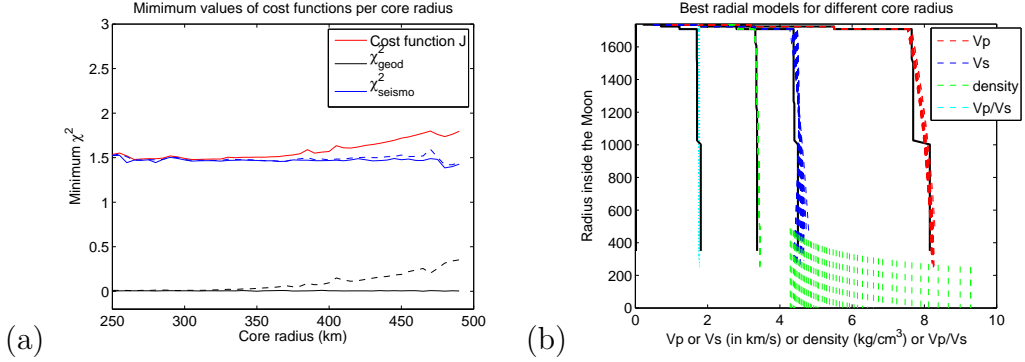 Minimum values of cost functions per core radius
3
2.5
2
1.5
1
0.5
0
250
300
350
400
450
500
Minimum χ²
Core radius (km)
Cost function J
χ²geod
χ²seismo
(a)
Best radial models for different core radius
1600
1400
1200
1000
800
600
400
200
0
0
2
4
6
8
10
Radius inside the Moon
Vp or Vs (in km/s) or density (kg/cm³) or Vp/Vs
Vp
Vs
density
Vp/Vs
(b)